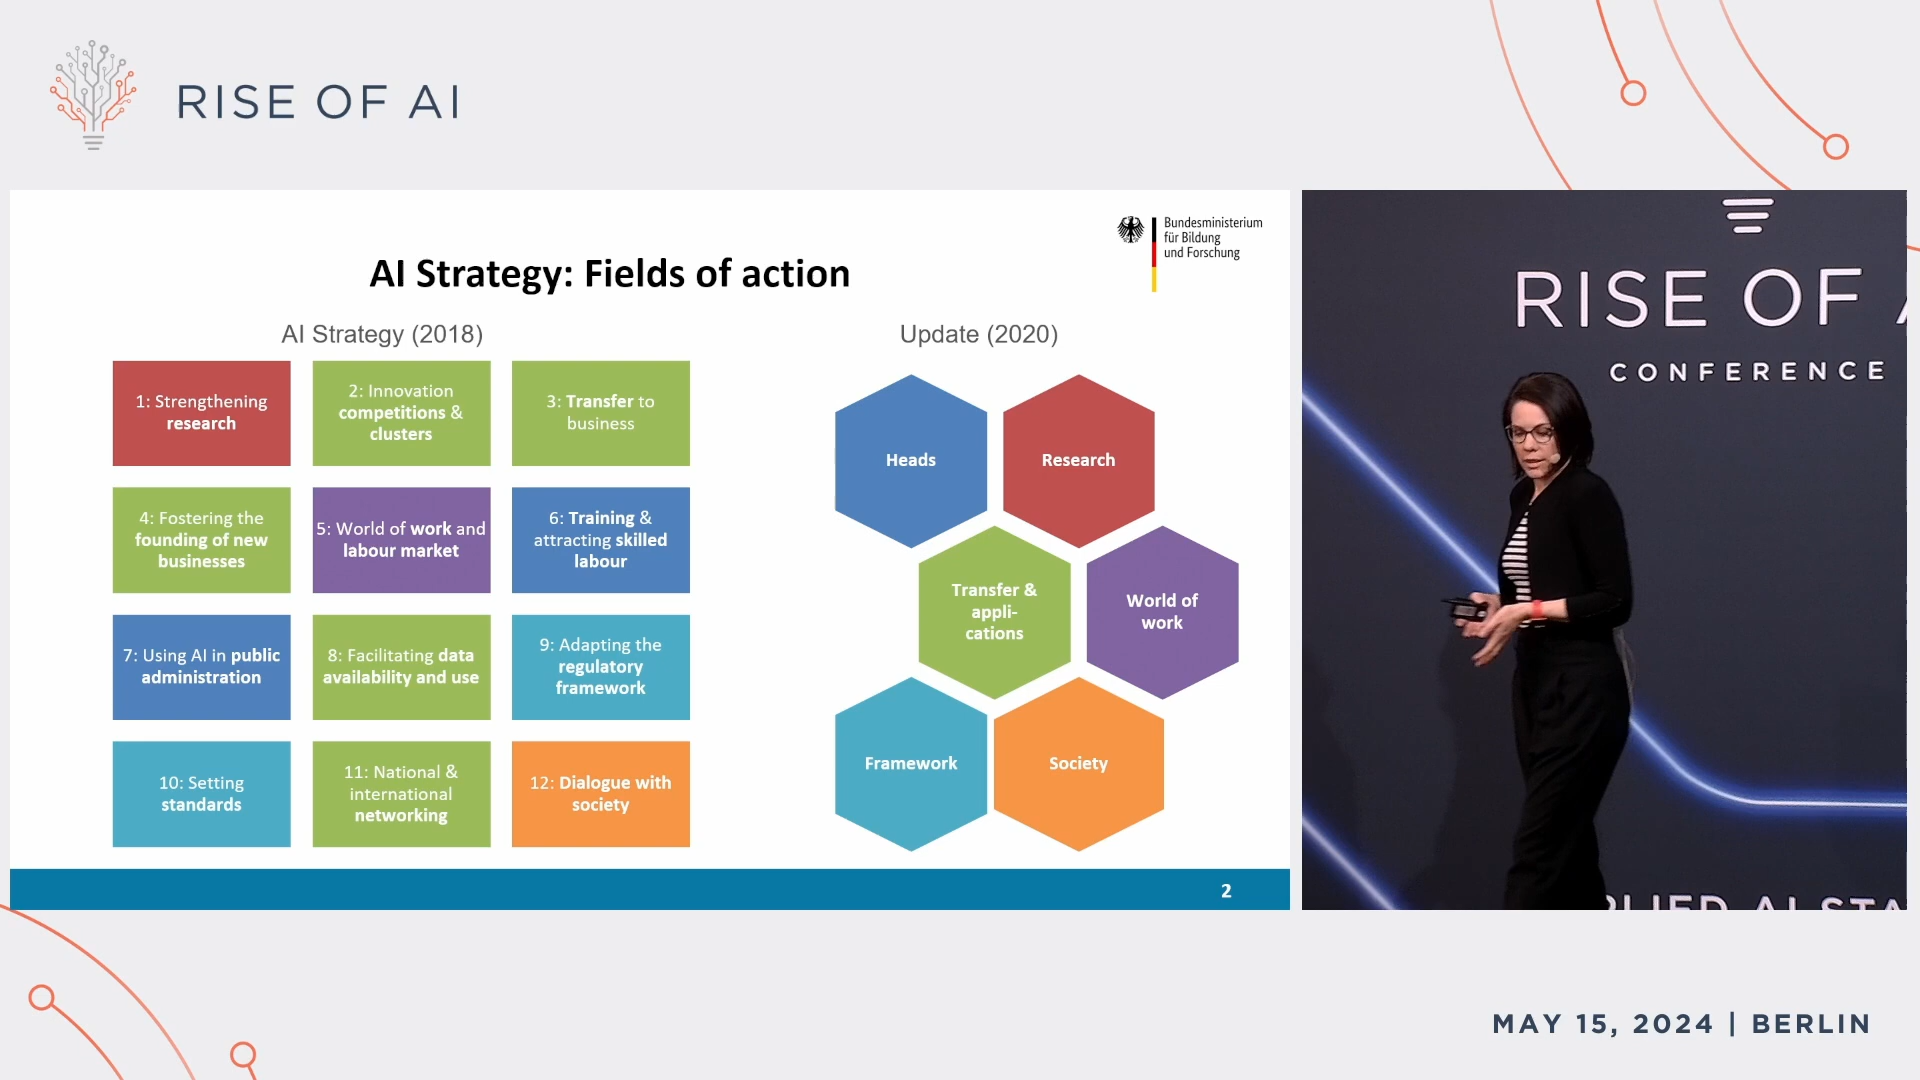 RISE OF AI
Bundesministerium
für Bildung
und Forschung
AI Strategy: Fields of action
AI Strategy (2018)
Update (2020)
1: Strengthening
research
2: Innovation
competitions &
clusters
3: Transfer to
business
4: Fostering the
founding of new
businesses
5: World of work and
labour market
6: Training &
attracting skilled
labour
7: Using AI in public
administration
8: Facilitating data
availability and use
9: Adapting the
regulatory
framework
10: Setting
standards
11: National &
international
networking
12: Dialogue with
society
Heads
Research
Transfer &
appli-
cations
World of
work
Framework
Society
2
RISE OF
CONFERENCE
MAY 15, 2024 | BERLIN